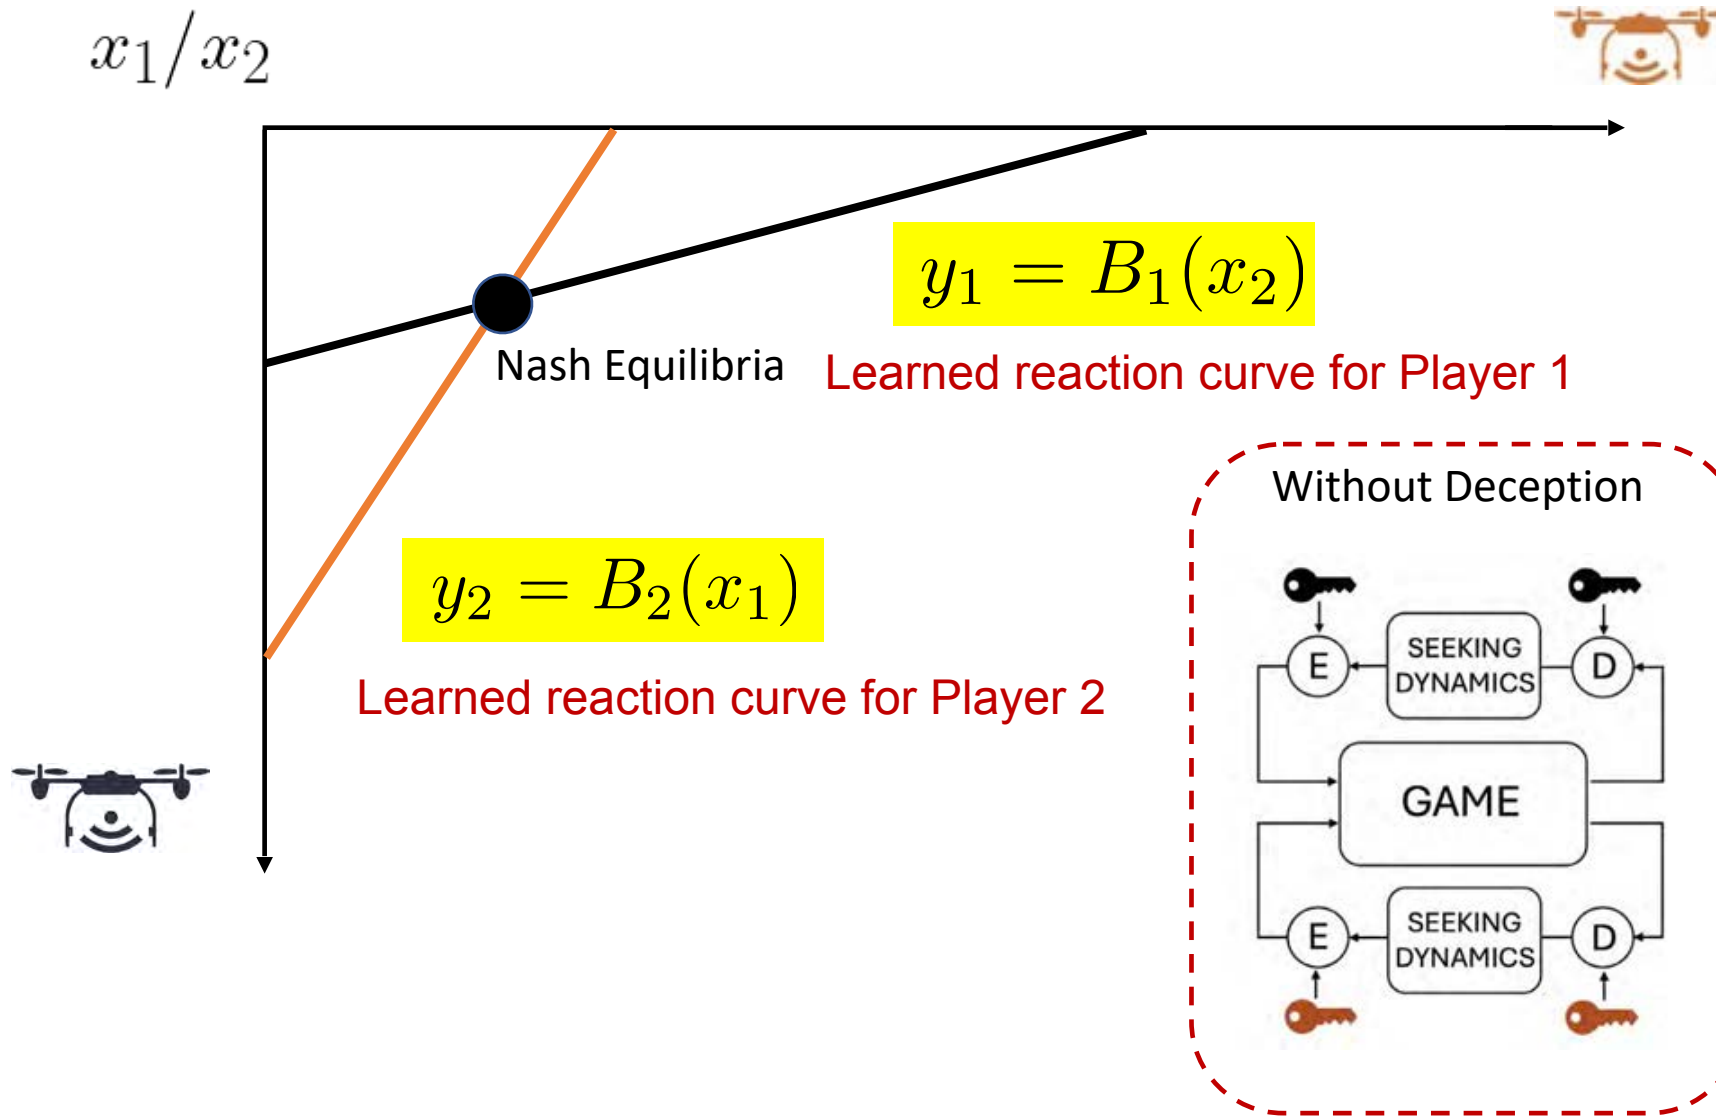 x₁/x₂
y₁ = B₁(x₂)
Nash Equilibria
Learned reaction curve for Player 1
Without Deception
y₂ = B₂(x₁)
Learned reaction curve for Player 2
E
SEEKING
DYNAMICS
D
GAME
E
SEEKING
DYNAMICS
D